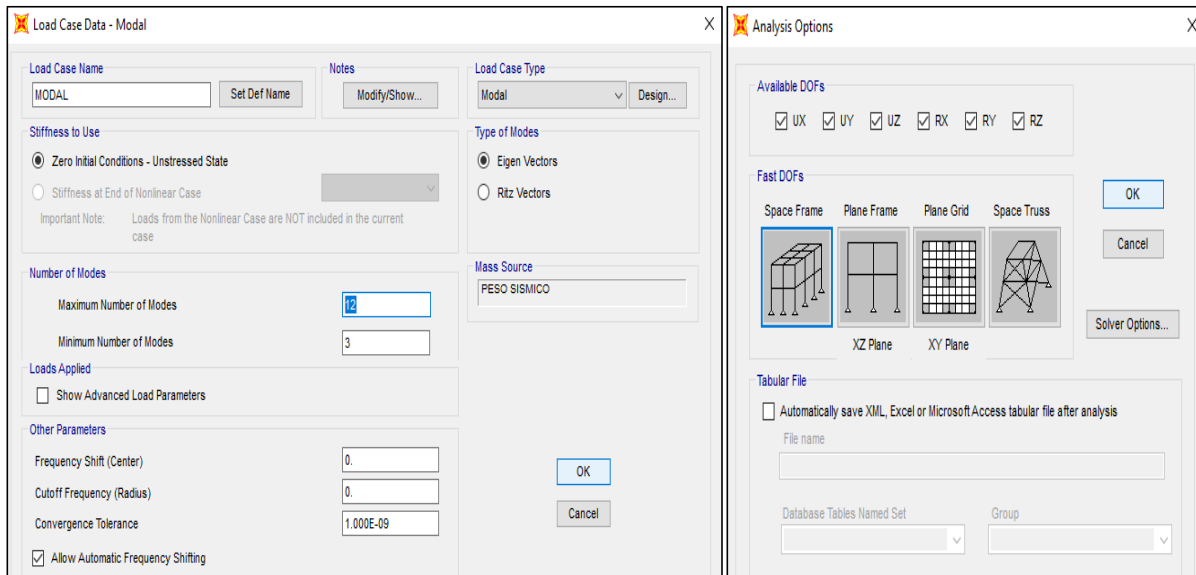 Load Case Data - Modal
Load Case Name
MODAL
Set Def Name
Notes
Modify/Show...
Load Case Type
Modal
Design...
Stiffness to Use
Zero Initial Conditions - Unstressed State
Stiffness at End of Nonlinear Case
Important Note: Loads from the Nonlinear Case are NOT included in the current
case
Type of Modes
Eigen Vectors
Ritz Vectors
Number of Modes
Maximum Number of Modes 12
Minimum Number of Modes 3
Mass Source
PESO SISMICO
Loads Applied
Show Advanced Load Parameters
Other Parameters
Frequency Shift (Center) 0.
Cutoff Frequency (Radius) 0.
Convergence Tolerance 1.000E-09
Allow Automatic Frequency Shifting
OK
Cancel
Analysis Options
Available DOFs
UX UY UZ RX RY RZ
Fast DOFs
Space Frame Plane Frame Plane Grid Space Truss
XZ Plane XY Plane
OK
Cancel
Solver Options...
Tabular File
Automatically save XML, Excel or Microsoft Access tabular file after analysis
File name
Database Tables Named Set Group